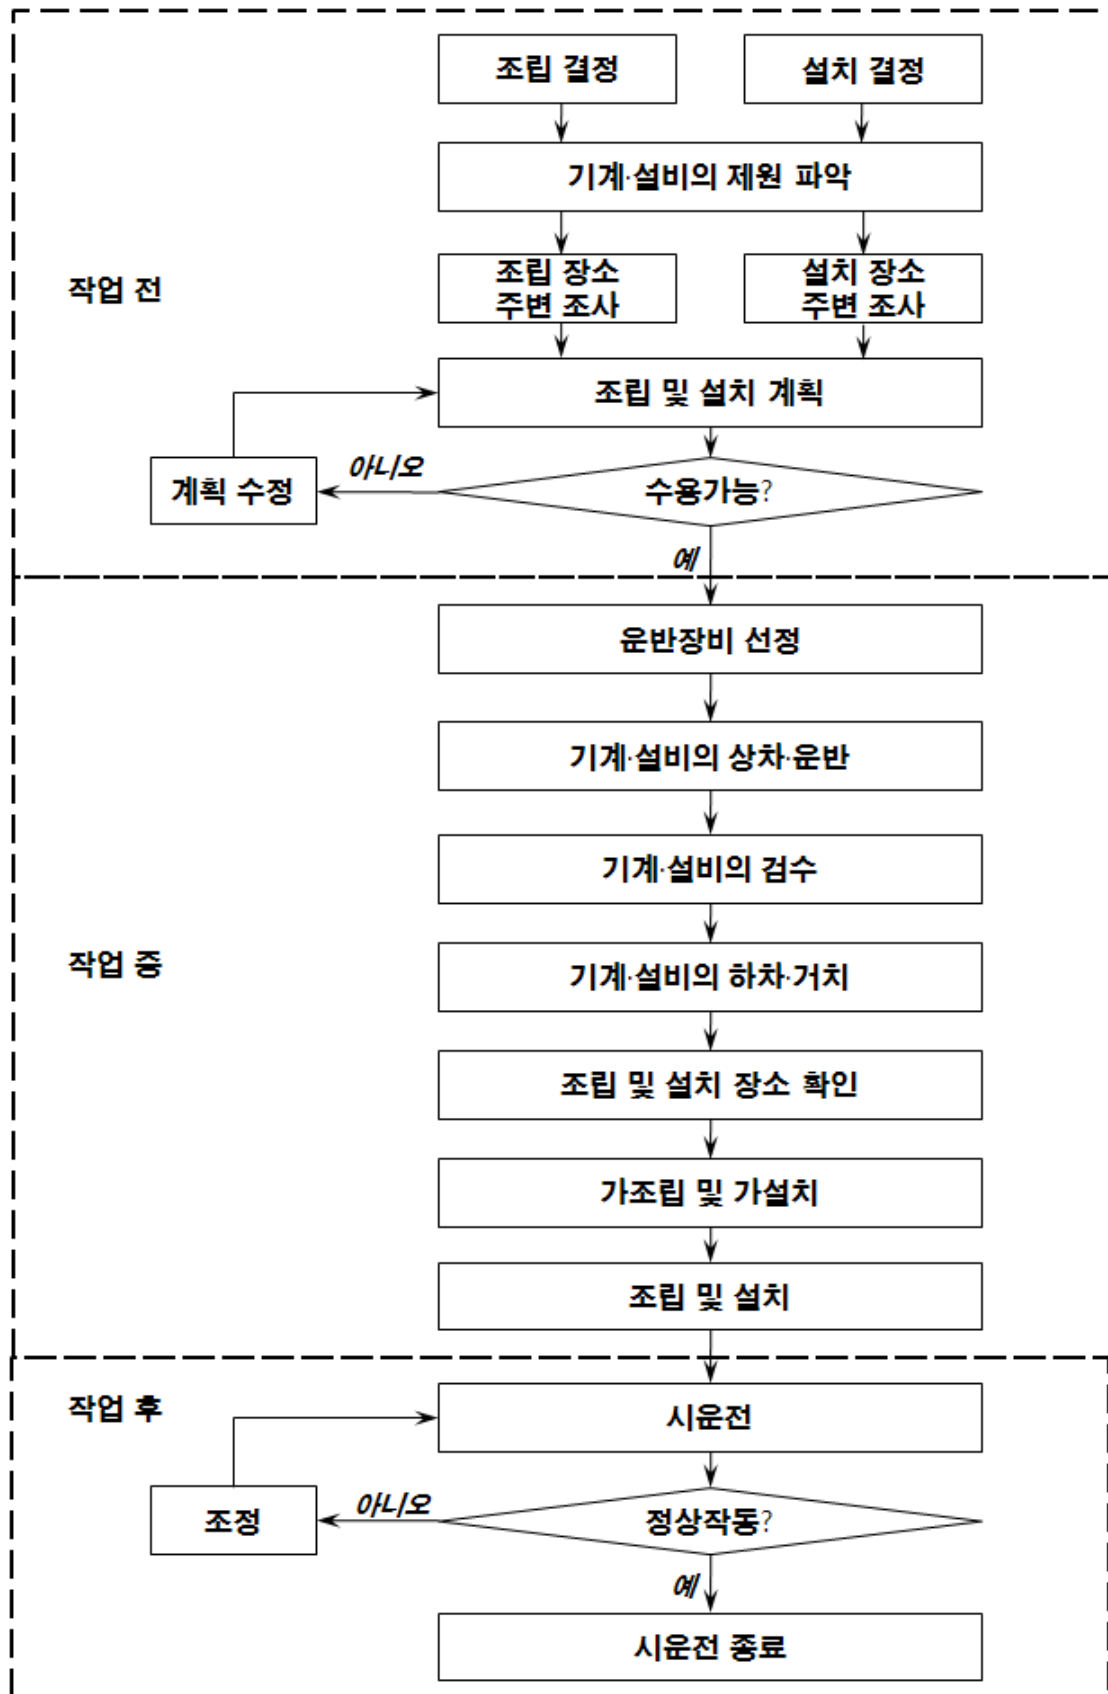 조립 결정
설치 결정
기계·설비의 제원 파악
작업 전
조립 장소
주변 조사
설치 장소
주변 조사
조립 및 설치 계획
아니오
계획 수정
수용가능?
예
운반장비 선정
기계·설비의 상차·운반
기계·설비의 검수
작업 중
기계·설비의 하차·거치
조립 및 설치 장소 확인
가조립 및 가설치
조립 및 설치
작업 후
시운전
아니오
조정
정상작동?
예
시운전 종료